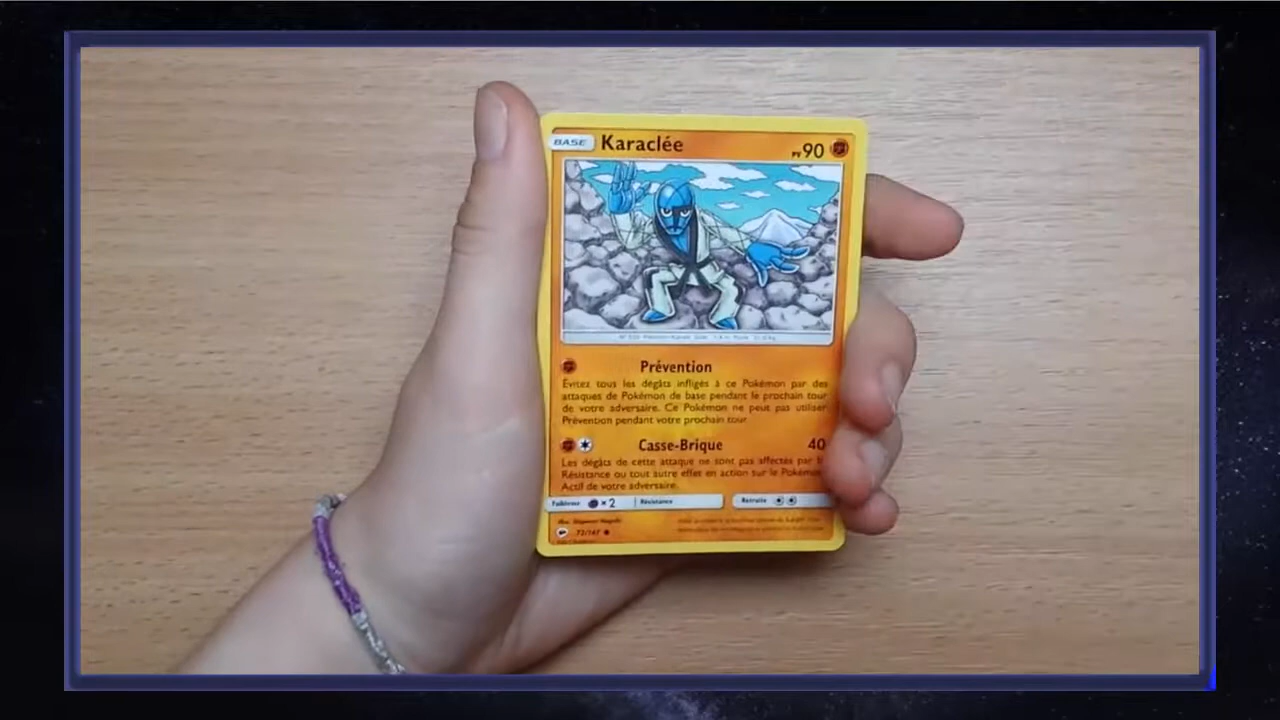 BASE Karaclée PV 90
Prévention
Évitez tous les dégâts infligés à ce Pokémon par des
attaques de Pokémon de base pendant le prochain tour
de votre adversaire. Ce Pokémon ne peut pas utiliser
Prévention pendant votre prochain tour.
Casse-Brique 40
Les dégâts de cette attaque ne sont pas affectés par la
Résistance ou tout autre effet en action sur le Pokémon
Actif de votre adversaire.
Faiblesse ×2 Résistance Retraite